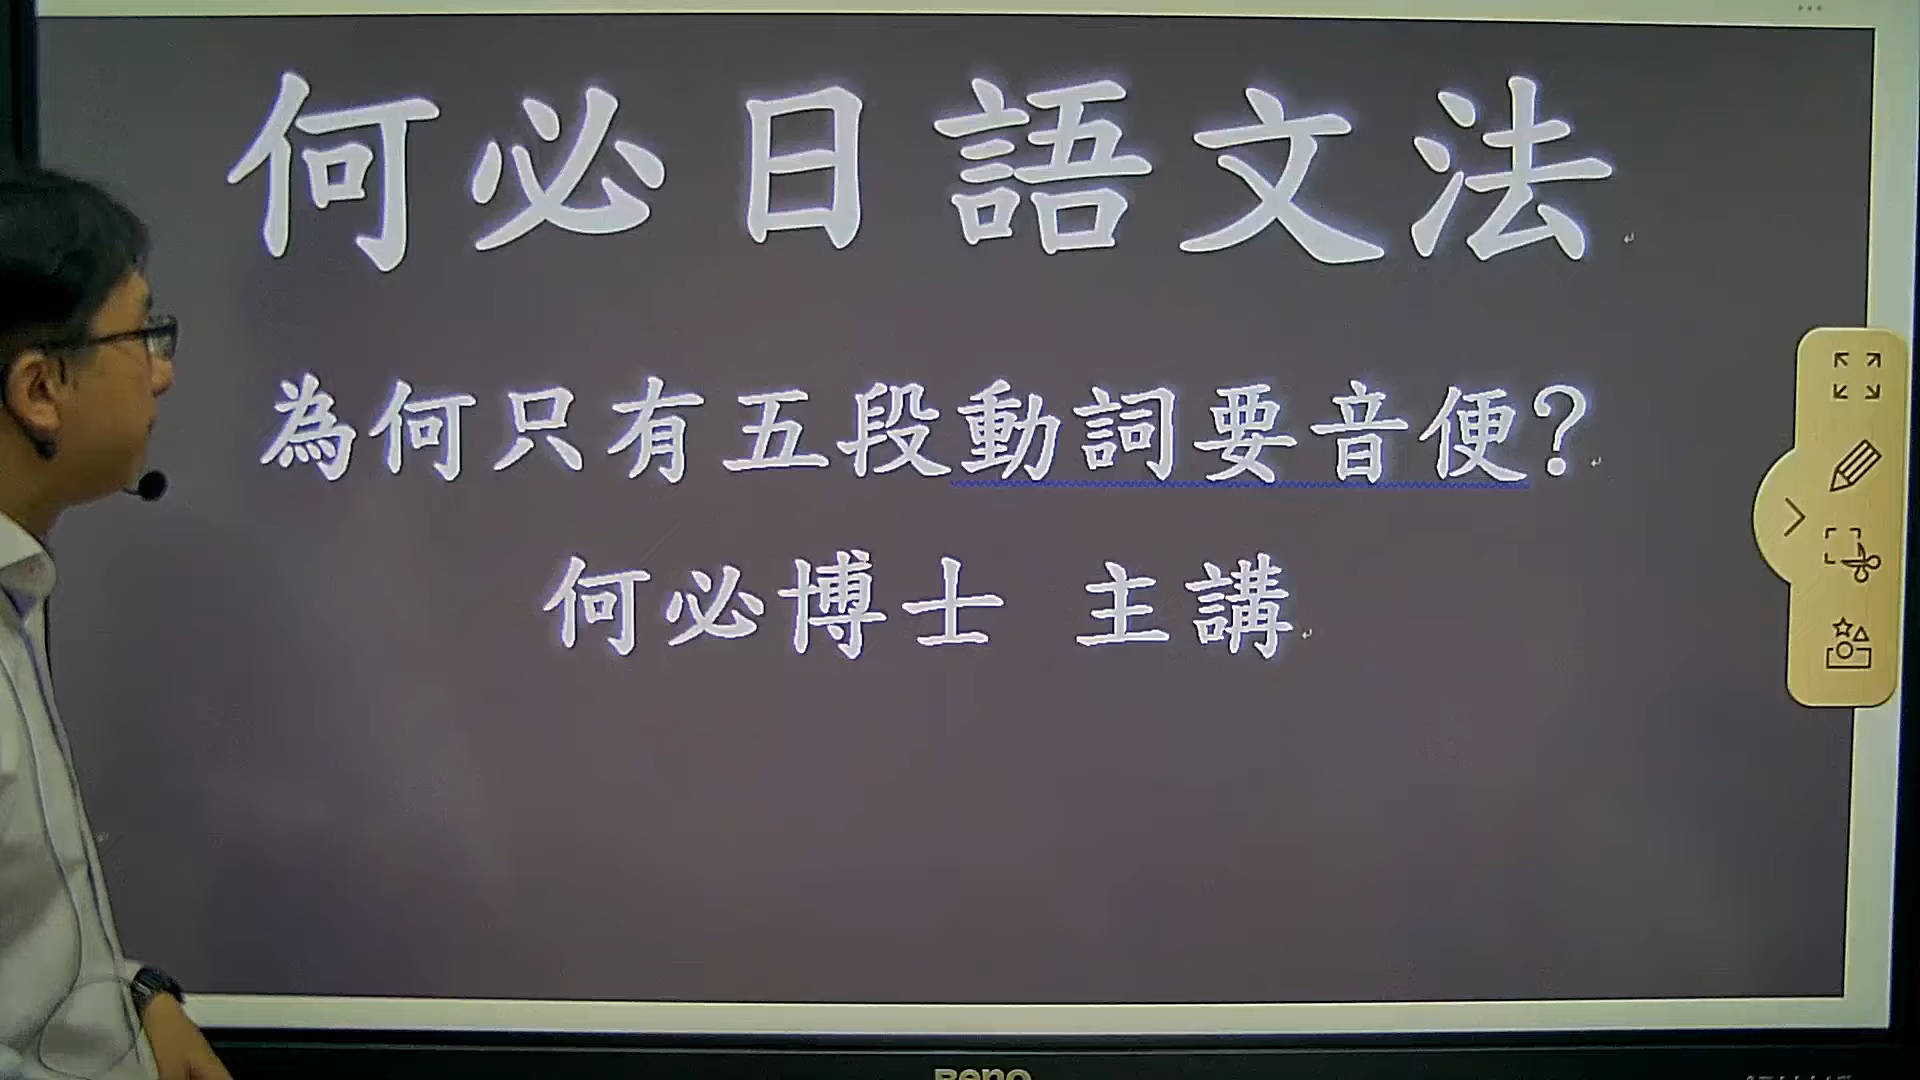 何必日語文法
為何只有五段動詞要音便?
何必博士 主講
BenQ